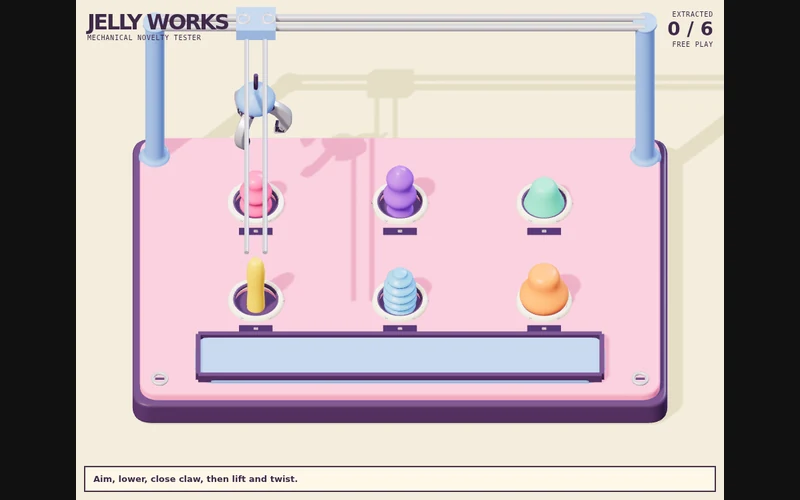 JELLY WORKS
MECHANICAL NOVELTY TESTER
EXTRACTED
0 / 6
FREE PLAY
Aim, lower, close claw, then lift and twist.